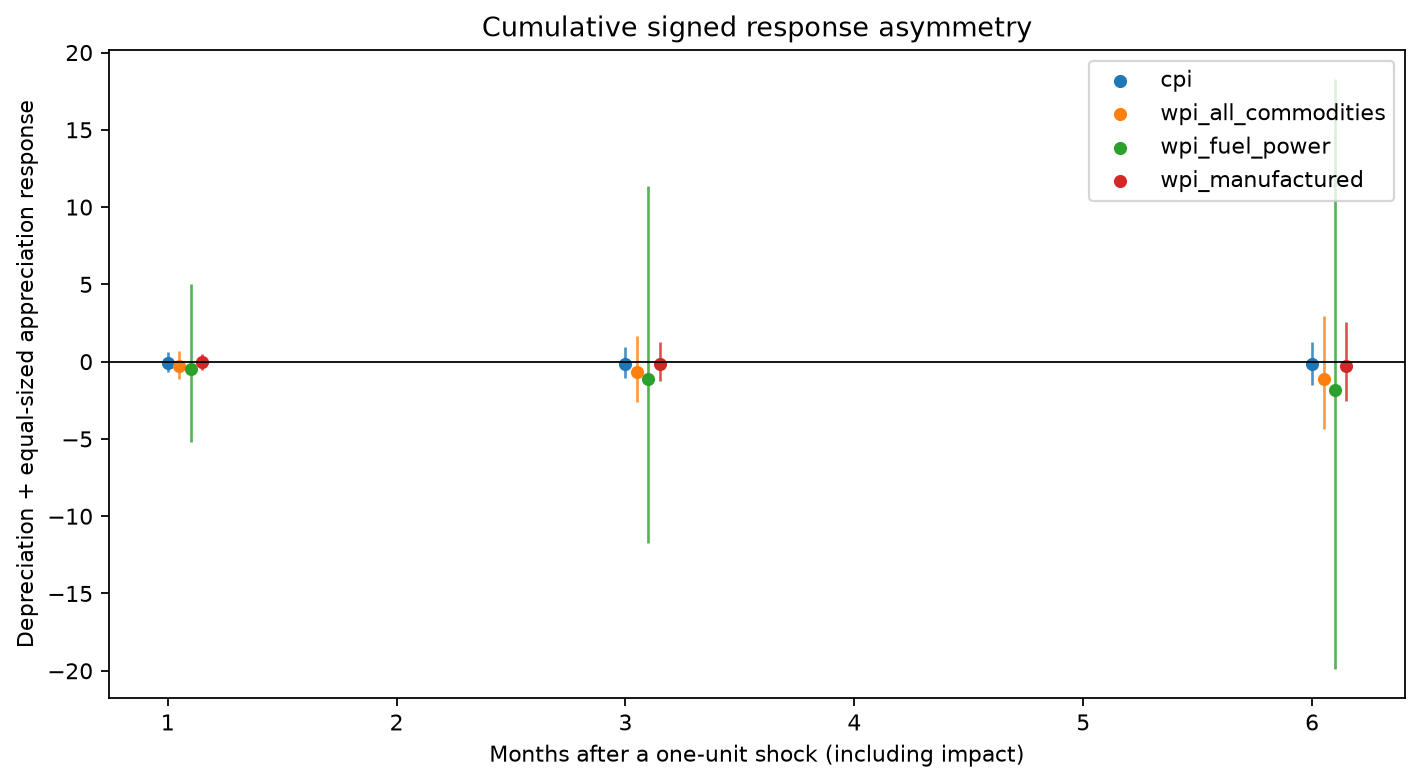 Cumulative signed response asymmetry
Depreciation + equal-sized appreciation response
20
15
10
5
0
−5
−10
−15
−20
cpi
wpi_all_commodities
wpi_fuel_power
wpi_manufactured
1
2
3
4
5
6
Months after a one-unit shock (including impact)